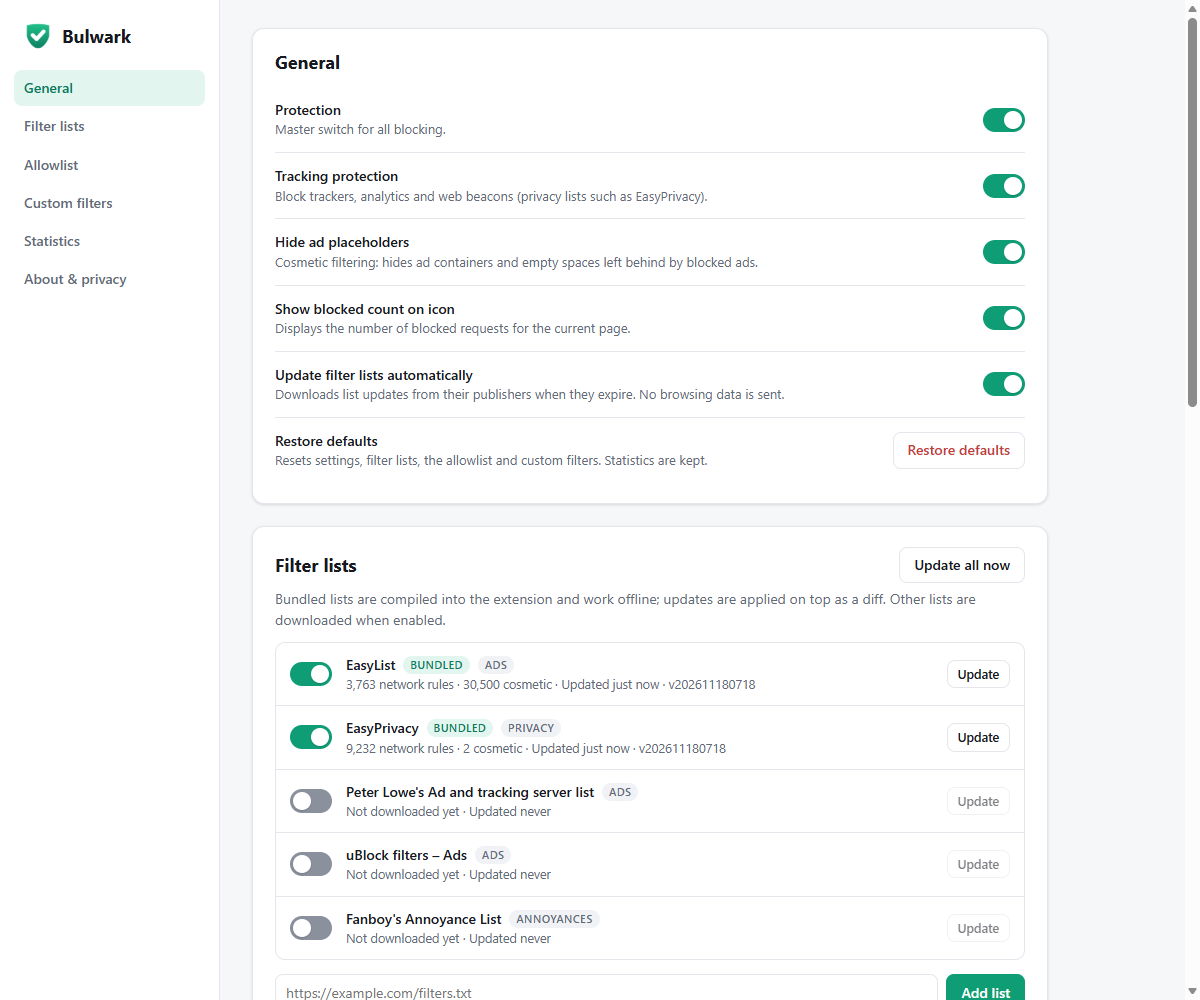 Bulwark
General
Filter lists
Allowlist
Custom filters
Statistics
About & privacy
General
Protection
Master switch for all blocking.
Tracking protection
Block trackers, analytics and web beacons (privacy lists such as EasyPrivacy).
Hide ad placeholders
Cosmetic filtering: hides ad containers and empty spaces left behind by blocked ads.
Show blocked count on icon
Displays the number of blocked requests for the current page.
Update filter lists automatically
Downloads list updates from their publishers when they expire. No browsing data is sent.
Restore defaults
Resets settings, filter lists, the allowlist and custom filters. Statistics are kept.
Restore defaults
Filter lists
Update all now
Bundled lists are compiled into the extension and work offline; updates are applied on top as a diff. Other lists are
downloaded when enabled.
EasyList BUNDLED ADS
3,763 network rules · 30,500 cosmetic · Updated just now · v202611180718
Update
EasyPrivacy BUNDLED PRIVACY
9,232 network rules · 2 cosmetic · Updated just now · v202611180718
Update
Peter Lowe's Ad and tracking server list ADS
Not downloaded yet · Updated never
Update
uBlock filters – Ads ADS
Not downloaded yet · Updated never
Update
Fanboy's Annoyance List ANNOYANCES
Not downloaded yet · Updated never
Update
https://example.com/filters.txt
Add list